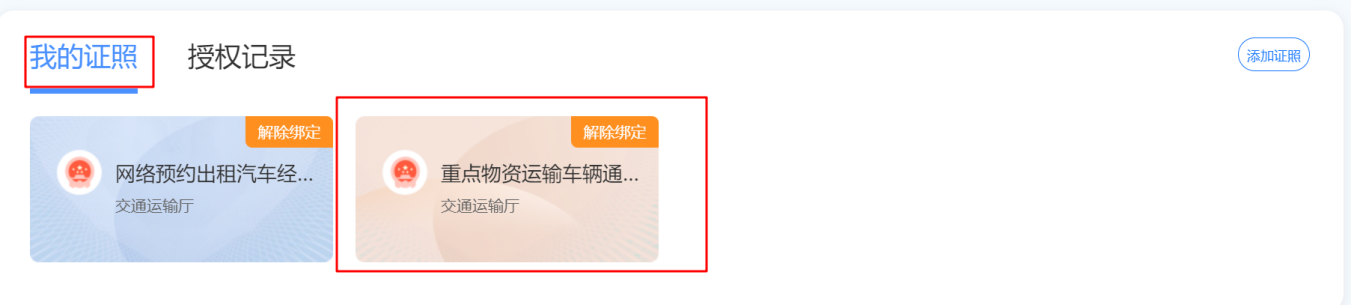 我的证照 授权记录 添加证照
解除绑定 解除绑定
网络预约出租汽车经... 重点物资运输车辆通...
交通运输厅 交通运输厅